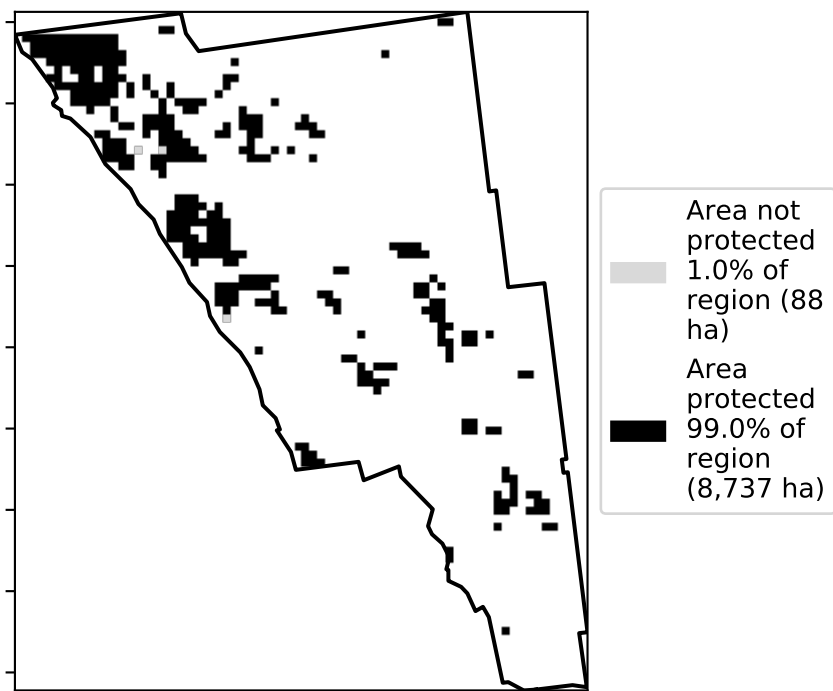 Area not
protected
1.0% of
region (88
ha)
Area
protected
99.0% of
region
(8,737 ha)